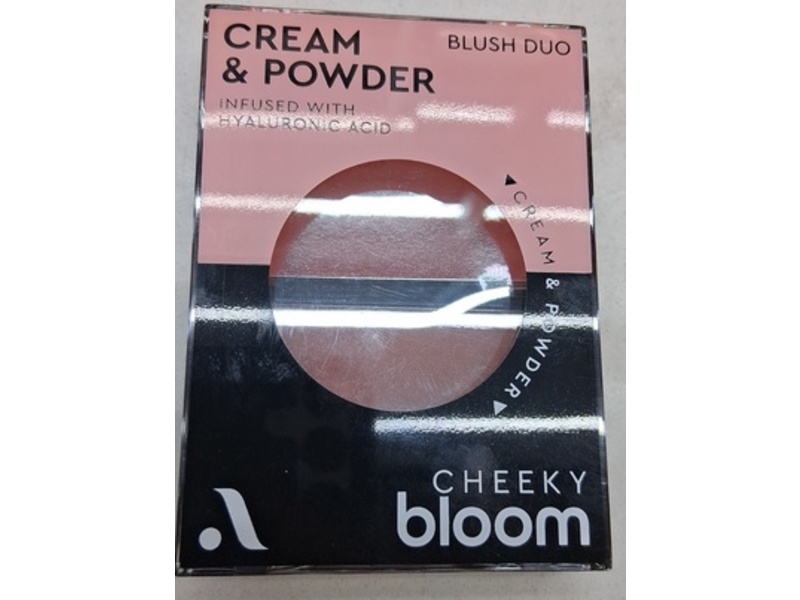 CREAM
& POWDER
BLUSH DUO
INFUSED WITH
HYALURONIC ACID
CREAM & POWDER
CHEEKY
bloom